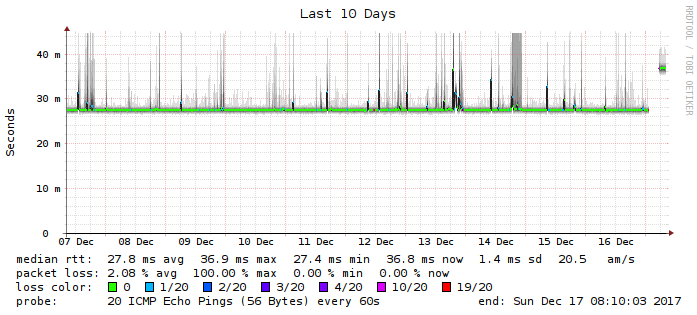 Last 10 Days
RRDTOOL / TOBI OETIKER
Seconds
40 m
30 m
20 m
10 m
0
07 Dec 08 Dec 09 Dec 10 Dec 11 Dec 12 Dec 13 Dec 14 Dec 15 Dec 16 Dec
median rtt: 27.8 ms avg 36.9 ms max 27.4 ms min 36.8 ms now 1.4 ms sd 20.5 am/s
packet loss: 2.08 % avg 100.00 % max 0.00 % min 0.00 % now
loss color: 0 1/20 2/20 3/20 4/20 10/20 19/20
probe: 20 ICMP Echo Pings (56 Bytes) every 60s end: Sun Dec 17 08:10:03 2017